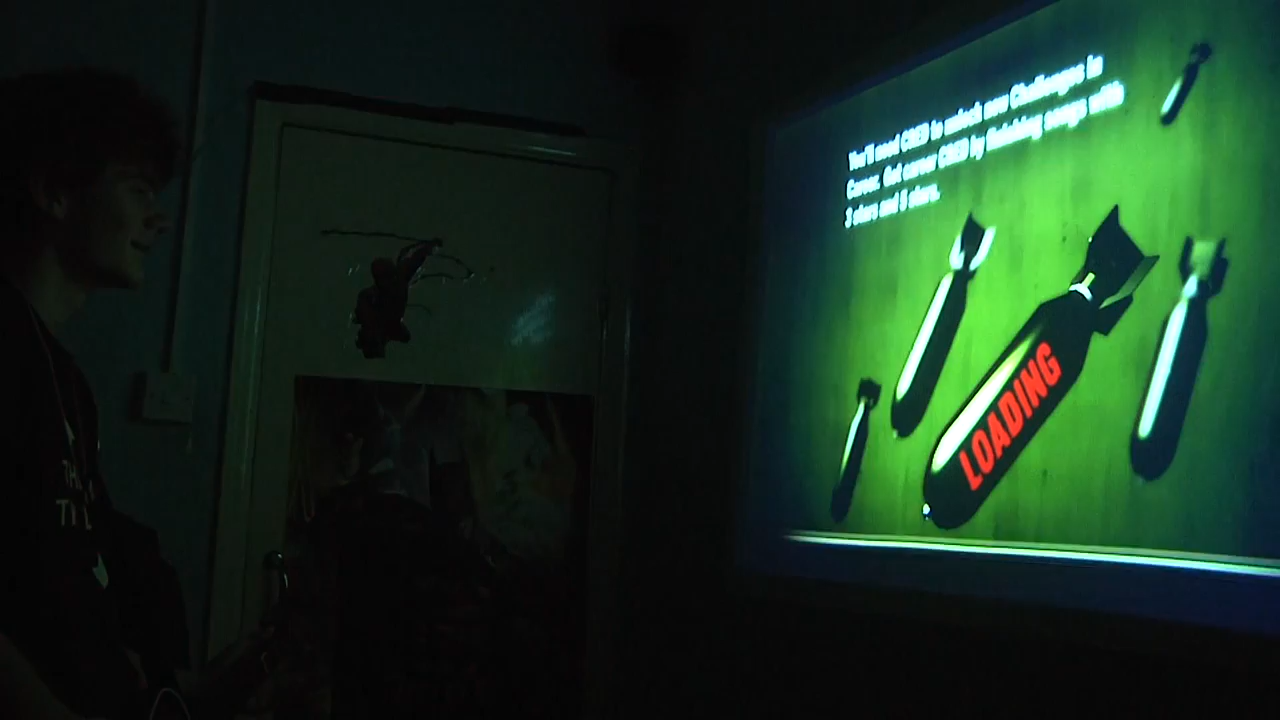 You'll need CRED to unlock new Challenges in
Career. Get career CRED by finishing songs with
3 stars and 5 stars.
LOADING